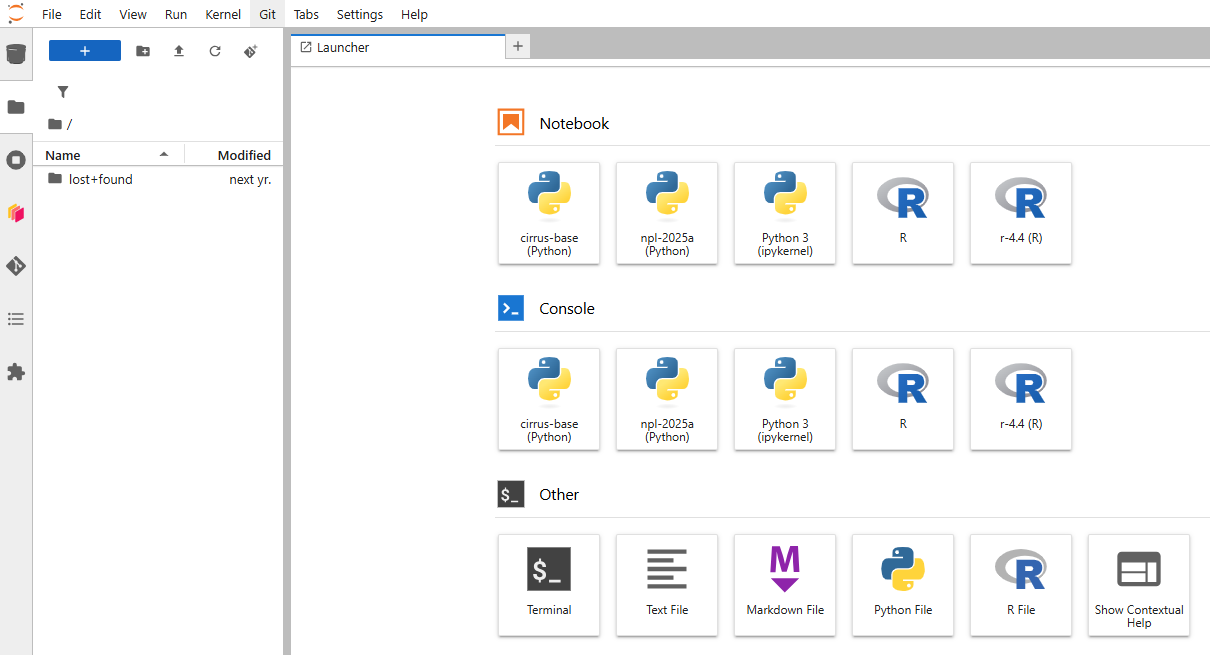 File Edit View Run Kernel Git Tabs Settings Help
+
Launcher
+
/
Name Modified
lost+found next yr.
Notebook
cirrus-base
(Python)
npl-2025a
(Python)
Python 3
(ipykernel)
R
R
r-4.4 (R)
R
Console
cirrus-base
(Python)
npl-2025a
(Python)
Python 3
(ipykernel)
R
R
r-4.4 (R)
R
$_
Other
$_
Terminal
Text File
M
Markdown File
Python File
R
R File
Show Contextual
Help